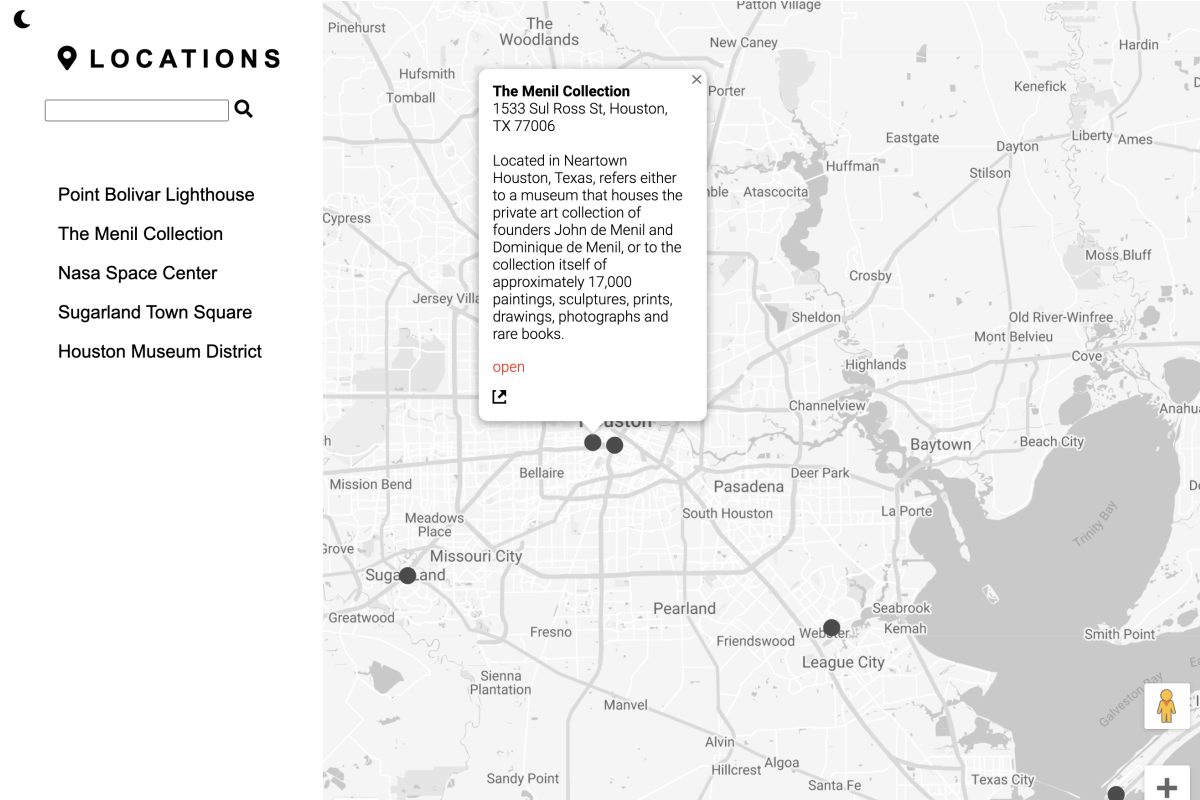 LOCATIONS
Point Bolivar Lighthouse
The Menil Collection
Nasa Space Center
Sugarland Town Square
Houston Museum District
Patton Village
Pinehurst
The
Woodlands
New Caney
Hardin
Hufsmith
Tomball
Porter
Kenefick
The Menil Collection
1533 Sul Ross St, Houston,
TX 77006
Located in Neartown
Houston, Texas, refers either
to a museum that houses the
private art collection of
founders John de Menil and
Dominique de Menil, or to the
collection itself of
approximately 17,000
paintings, sculptures, prints,
drawings, photographs and
rare books.
open
Eastgate
Liberty
Ames
Dayton
Huffman
Stilson
Atascocita
Cypress
Moss Bluff
Crosby
Jersey
Sheldon
Old River-Winfree
Mont Belvieu
Cove
Highlands
Channelview
Houston
Baytown
Beach City
Bellaire
Deer Park
Mission Bend
Pasadena
South Houston
La Porte
Meadows
Place
Trinity Bay
Missouri City
Sugar Land
Greatwood
Pearland
Seabrook
Fresno
Friendswood
Webster
Kemah
Smith Point
League City
Sienna
Plantation
Manvel
Galveston Bay
Alvin
Hillcrest
Algoa
Sandy Point
Santa Fe
Texas City